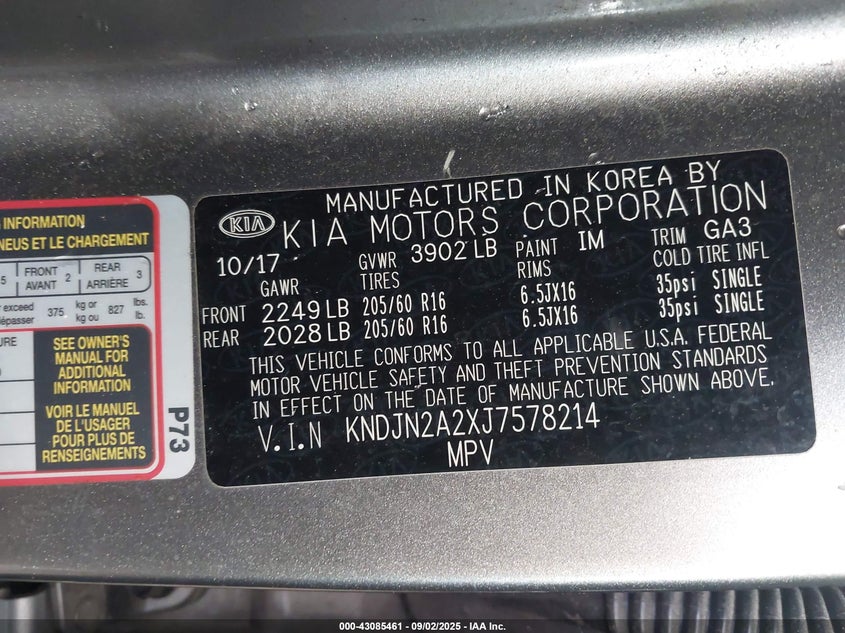 G INFORMATION
NEUS ET LE CHARGEMENT
5 FRONT AVANT 2 REAR ARRIÈRE 3
er exceed kg or lbs.
dépasser 375 kg ou 827 lb.
URE
SEE OWNER'S
MANUAL FOR
ADDITIONAL
INFORMATION
VOIR LE MANUEL
DE L'USAGER
POUR PLUS DE
RENSEIGNEMENTS
P73
MANUFACTURED IN KOREA BY
KIA KIA MOTORS CORPORATION
10/17 GVWR 3902 LB PAINT IM TRIM GA3
GAWR TIRES RIMS COLD TIRE INFL
FRONT 2249 LB 205/60 R16 6.5JX16 35psi SINGLE
REAR 2028 LB 205/60 R16 6.5JX16 35psi SINGLE
THIS VEHICLE CONFORMS TO ALL APPLICABLE U.S.A. FEDERAL
MOTOR VEHICLE SAFETY AND THEFT PREVENTION STANDARDS
IN EFFECT ON THE DATE OF MANUFACTURE SHOWN ABOVE.
V.I.N KNDJN2A2XJ7578214
MPV
000-43085461 - 09/02/2025 - IAA Inc.